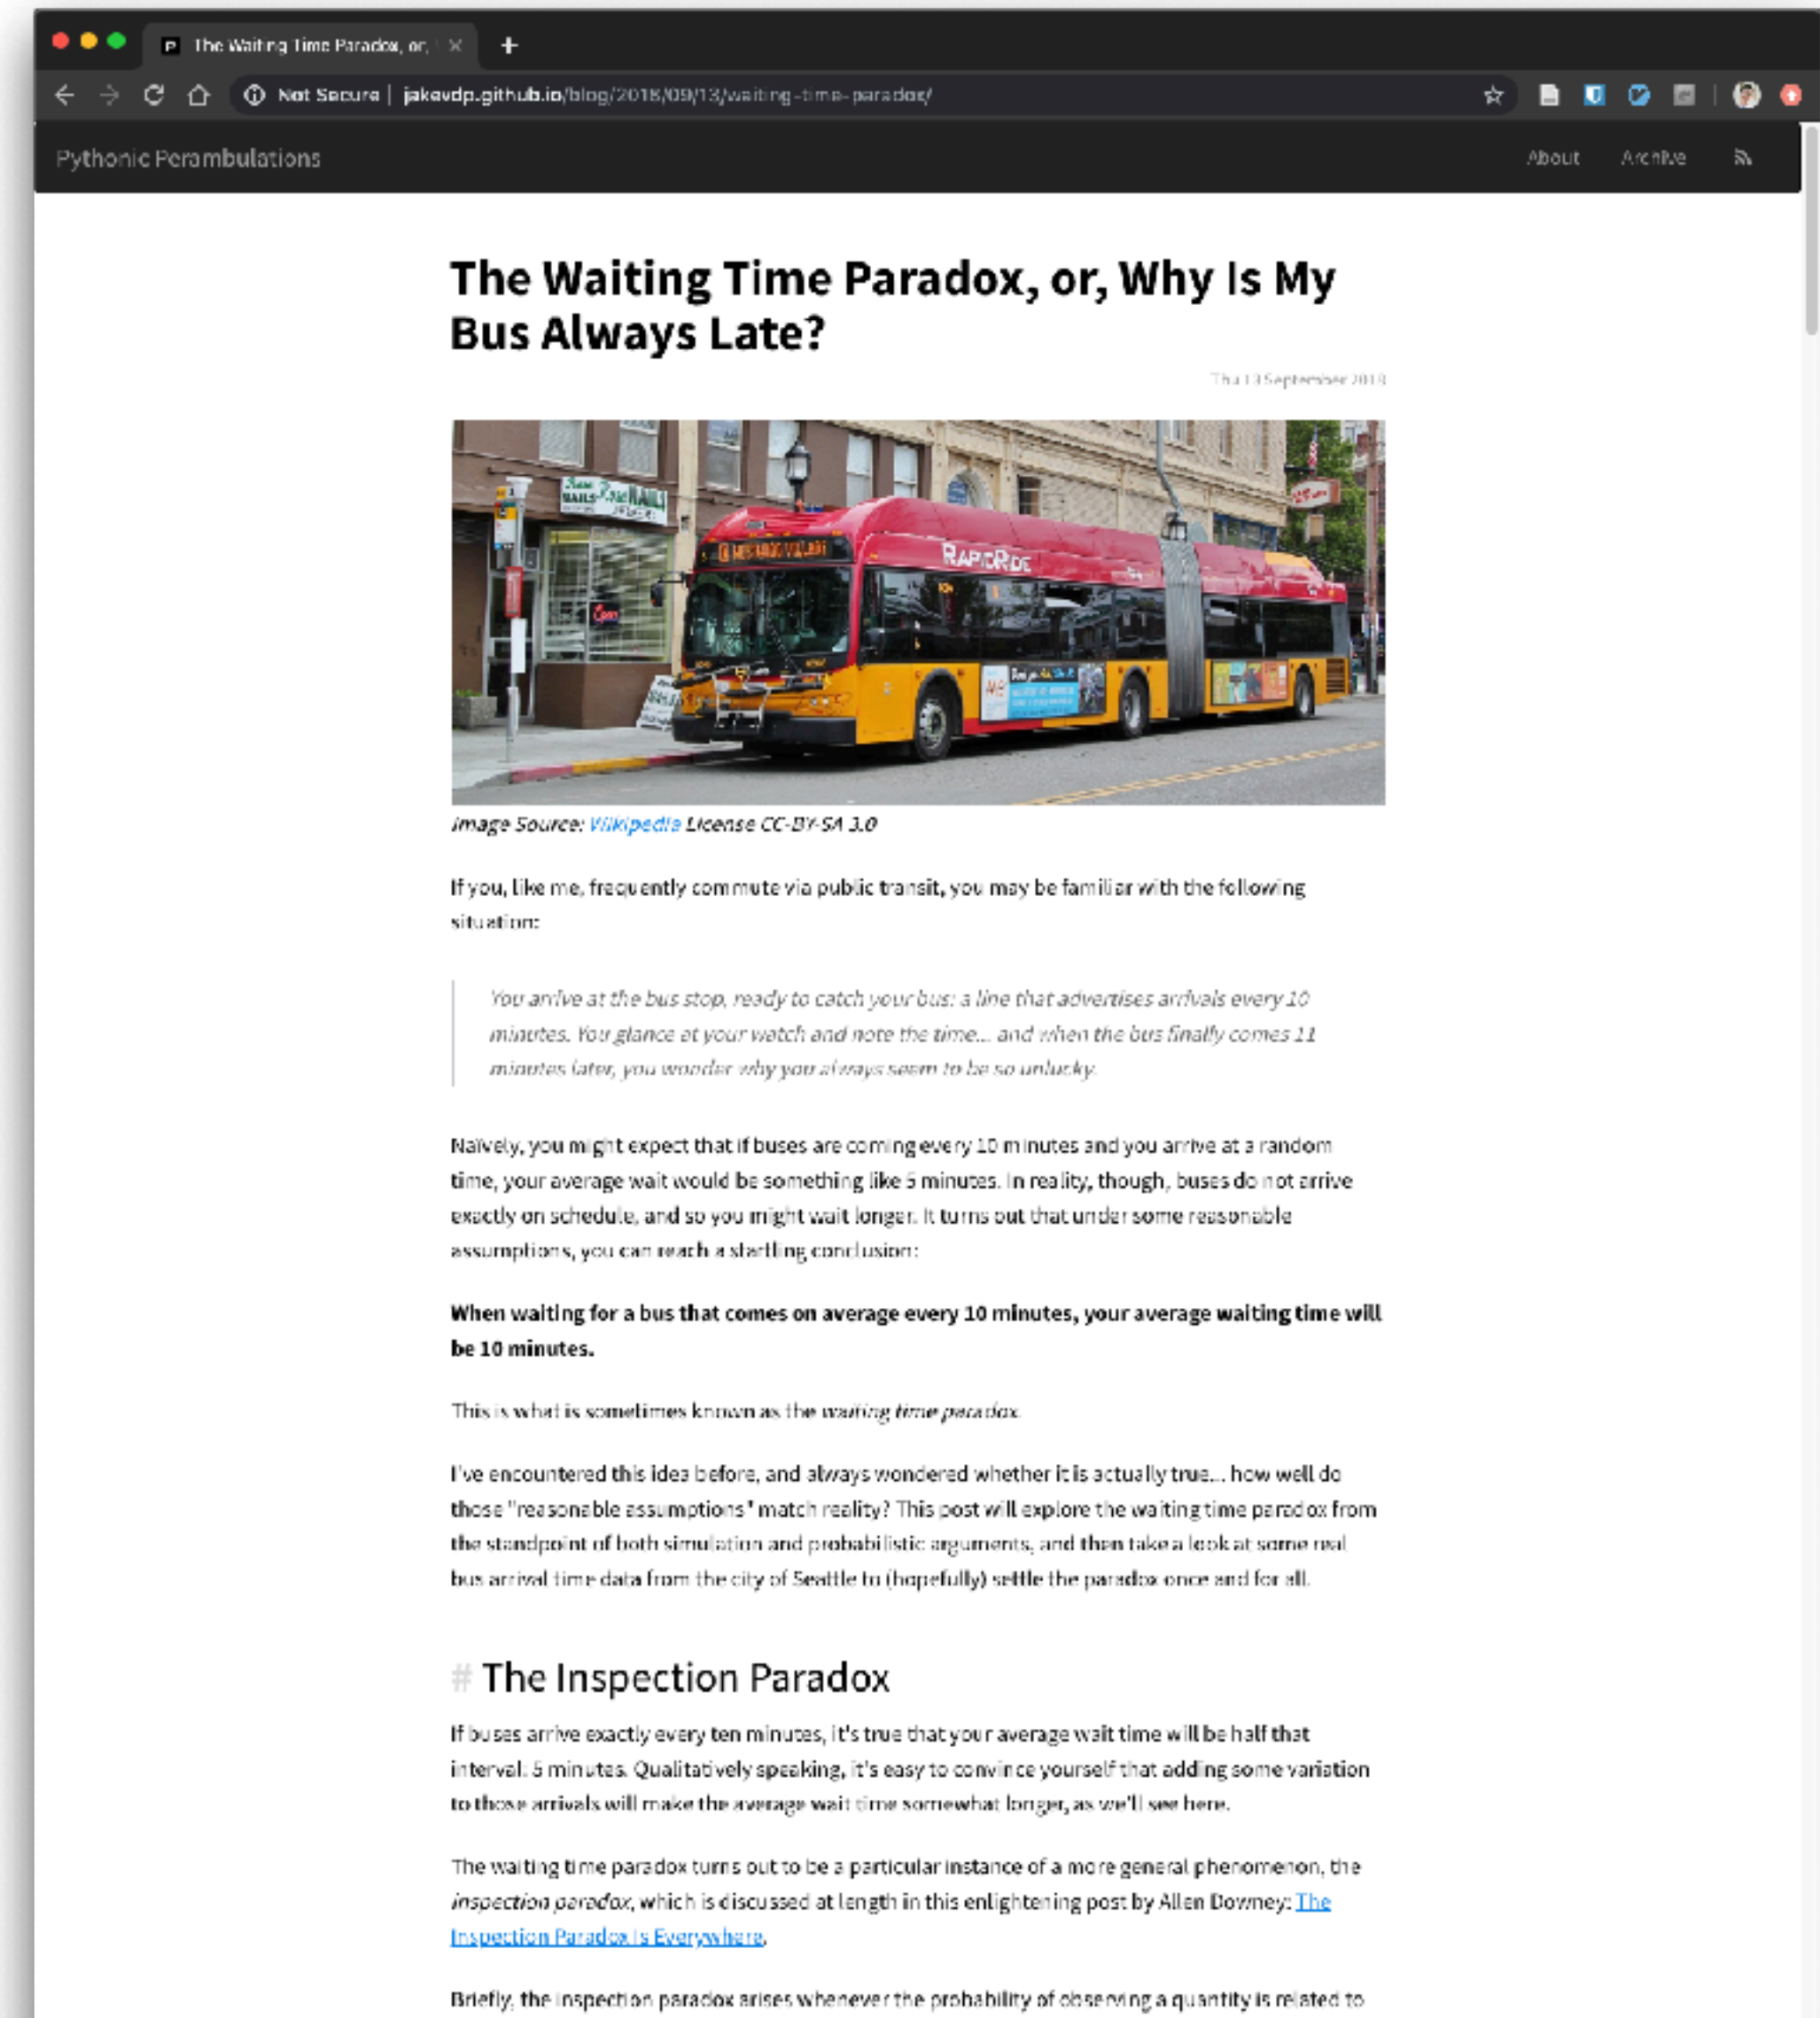 The Waiting Time Paradox, or,
Not Secure | jakevdp.github.io/blog/2018/09/13/waiting-time-paradox/
Pythonic Perambulations
About Archive
The Waiting Time Paradox, or, Why Is My
Bus Always Late?
Thu 13 September 2018
NAILS
RAPIDRIDE
Open
Image Source: Wikipedia License CC-BY-SA 3.0
If you, like me, frequently commute via public transit, you may be familiar with the following
situation:
You arrive at the bus stop, ready to catch your bus: a line that advertises arrivals every 10
minutes. You glance at your watch and note the time... and when the bus finally comes 11
minutes later, you wonder why you always seem to be so unlucky.
Naïvely, you might expect that if buses are coming every 10 minutes and you arrive at a random
time, your average wait would be something like 5 minutes. In reality, though, buses do not arrive
exactly on schedule, and so you might wait longer. It turns out that under some reasonable
assumptions, you can reach a startling conclusion:
When waiting for a bus that comes on average every 10 minutes, your average waiting time will
be 10 minutes.
This is what is sometimes known as the waiting time paradox.
I've encountered this idea before, and always wondered whether it is actually true... how well do
those "reasonable assumptions" match reality? This post will explore the waiting time paradox from
the standpoint of both simulation and probabilistic arguments, and then take a look at some real
bus arrival time data from the city of Seattle to (hopefully) settle the paradox once and for all.
# The Inspection Paradox
If buses arrive exactly every ten minutes, it's true that your average wait time will be half that
interval: 5 minutes. Qualitatively speaking, it's easy to convince yourself that adding some variation
to those arrivals will make the average wait time somewhat longer, as we'll see here.
The waiting time paradox turns out to be a particular instance of a more general phenomenon, the
inspection paradox, which is discussed at length in this enlightening post by Allen Downey: The
Inspection Paradox Is Everywhere.
Briefly, the inspection paradox arises whenever the probability of observing a quantity is related to